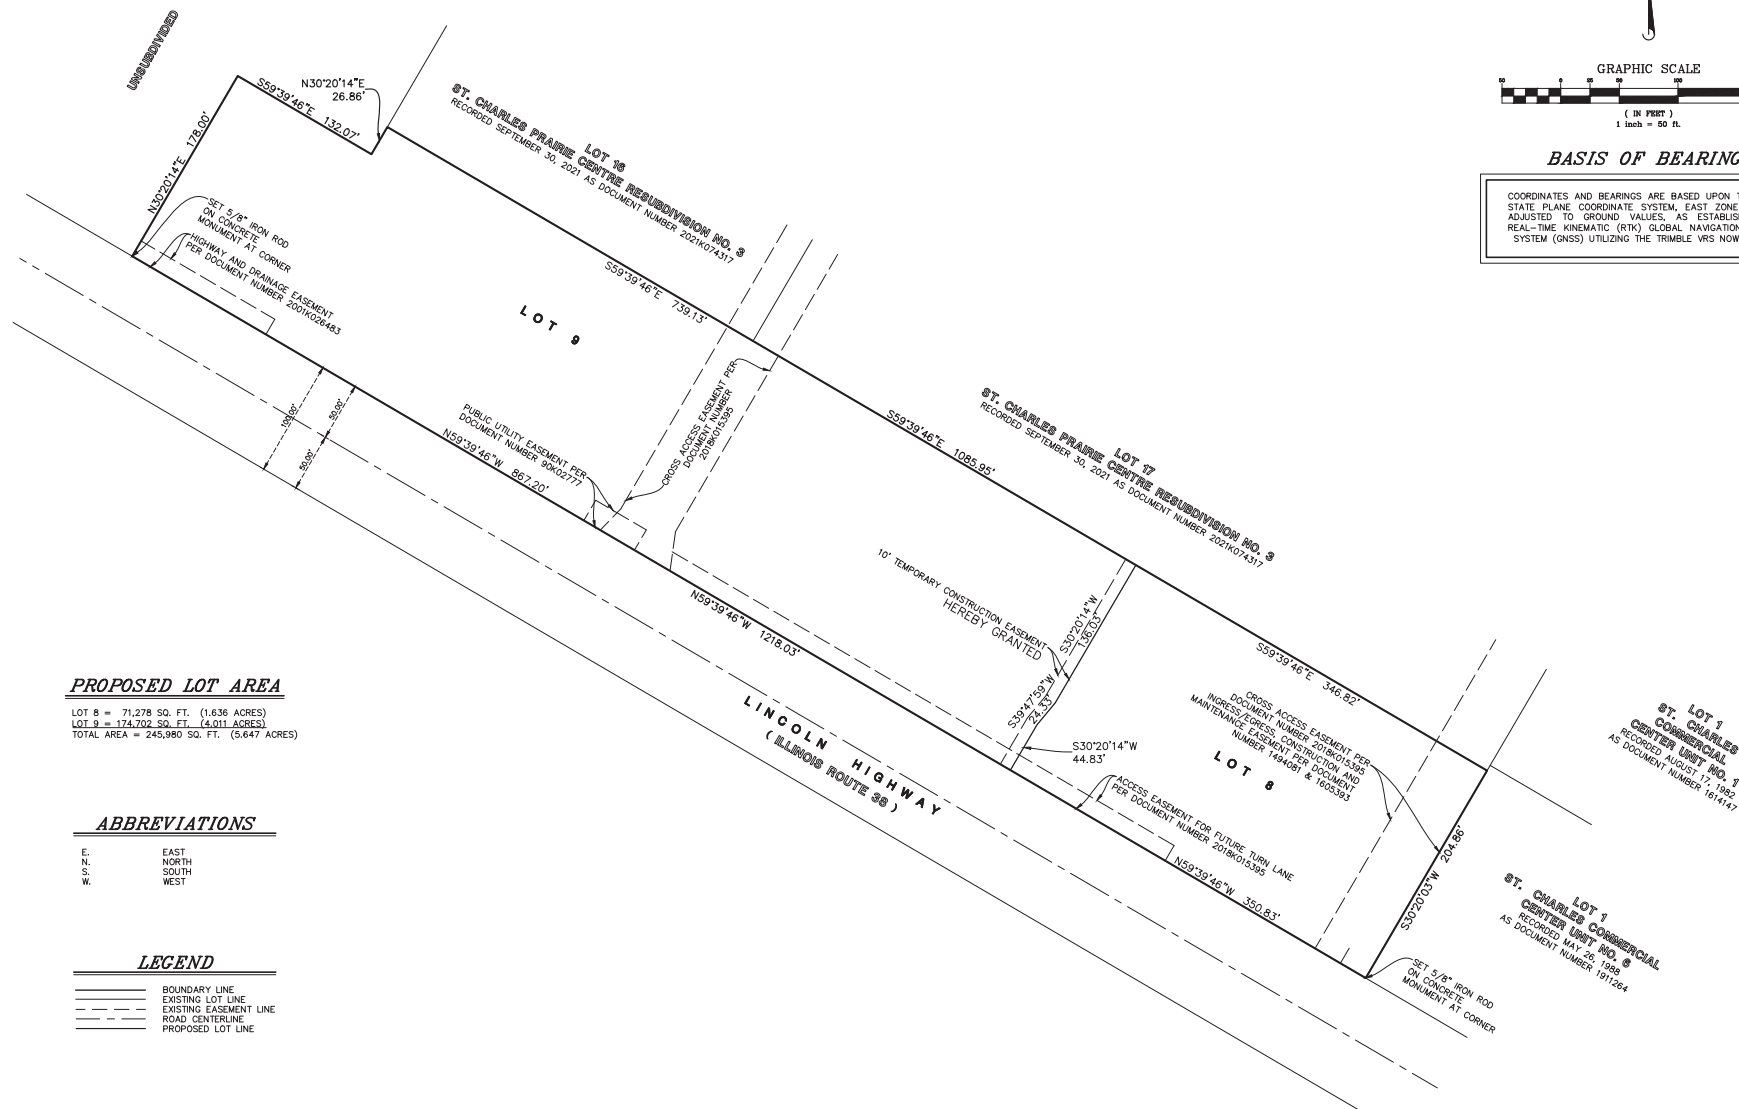 UNSUBDIVIDED
S59°39'46"E 132.07'
N30°20'14"E
26.86'
N30°20'14"E 178.00'
SET 5/8" IRON ROD
ON CONCRETE
MONUMENT AT CORNER
HIGHWAY AND DRAINAGE EASEMENT
PER DOCUMENT NUMBER 2001K026483
LOT 16
ST. CHARLES PRAIRIE CENTRE RESUBDIVISION NO. 3
RECORDED SEPTEMBER 30, 2021 AS DOCUMENT NUMBER 2021K074317
S59°39'46"E 739.13'
LOT 9
100.00'
50.00'
50.00'
PUBLIC UTILITY EASEMENT PER
DOCUMENT NUMBER 90K02777
N59°39'46"W 867.20'
CROSS ACCESS EASEMENT PER
DOCUMENT NUMBER
2018K015395
GRAPHIC SCALE
50 0 25 50 100
( IN FEET )
1 inch = 50 ft.
BASIS OF BEARING
COORDINATES AND BEARINGS ARE BASED UPON
STATE PLANE COORDINATE SYSTEM, EAST ZONE
ADJUSTED TO GROUND VALUES, AS
REAL-TIME KINEMATIC (RTK) GLOBAL
SYSTEM (GNSS) UTILIZING THE TRIMBLE VRS NOW
S59°39'46"E 1085.95'
LOT 17
ST. CHARLES PRAIRIE CENTRE RESUBDIVISION NO. 3
RECORDED SEPTEMBER 30, 2021 AS DOCUMENT NUMBER 2021K074317
10' TEMPORARY CONSTRUCTION EASEMENT
HEREBY GRANTED
S30°20'14"W
136.03'
S39°47'59"W
24.33'
S30°20'14"W
44.83'
N59°39'46"W 1218.03'
LINCOLN HIGHWAY
( ILLINOIS ROUTE 38 )
S59°39'46"E 346.82'
CROSS ACCESS EASEMENT PER
DOCUMENT NUMBER 2018K015395
INGRESS/EGRESS, CONSTRUCTION AND
MAINTENANCE EASEMENT PER DOCUMENT
NUMBER 1494081 & 1605393
LOT 8
ACCESS EASEMENT FOR FUTURE TURN LANE
PER DOCUMENT NUMBER 2018K015395
N59°39'46"W 350.83'
S30°20'03"W 204.86'
LOT 1
ST. CHARLES
COMMERCIAL
CENTER UNIT NO. 1
RECORDED AUGUST 17, 1982
AS DOCUMENT NUMBER 1614147
LOT 1
ST. CHARLES COMMERCIAL
CENTER UNIT NO. 6
RECORDED MAY 26, 1988
AS DOCUMENT NUMBER 1911264
SET 5/8" IRON ROD
ON CONCRETE
MONUMENT AT CORNER
PROPOSED LOT AREA
LOT 8 = 71,278 SQ. FT. (1.636 ACRES)
LOT 9 = 174,702 SQ. FT. (4.011 ACRES)
TOTAL AREA = 245,980 SQ. FT. (5.647 ACRES)
ABBREVIATIONS
E. EAST
N. NORTH
S. SOUTH
W. WEST
LEGEND
BOUNDARY LINE
EXISTING LOT LINE
EXISTING EASEMENT LINE
ROAD CENTERLINE
PROPOSED LOT LINE